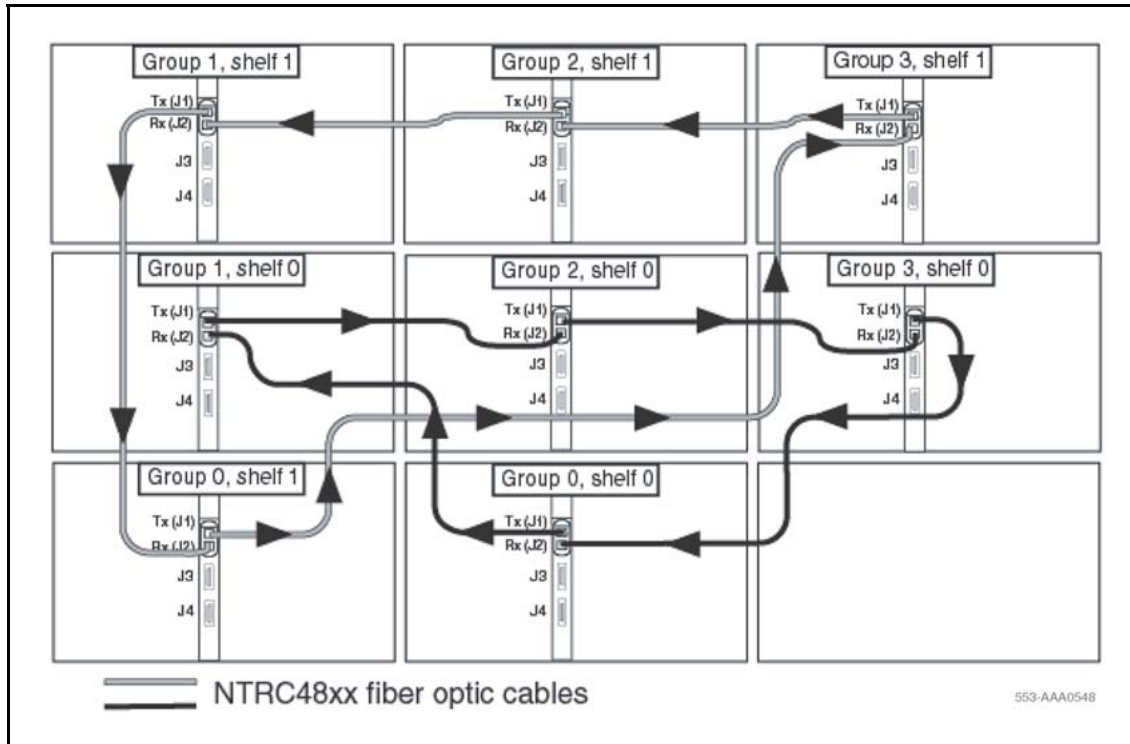 Group 1, shelf 1
Tx (J1)
Rx (J2)
J3
J4
Group 2, shelf 1
Tx (J1)
Rx (J2)
J3
J4
Group 3, shelf 1
Tx (J1)
Rx (J2)
J3
J4
Group 1, shelf 0
Tx (J1)
Rx (J2)
J3
J4
Group 2, shelf 0
Tx (J1)
Rx (J2)
J3
J4
Group 3, shelf 0
Tx (J1)
Rx (J2)
J3
J4
Group 0, shelf 1
Tx (J1)
Rx (J2)
J3
J4
Group 0, shelf 0
Tx (J1)
Rx (J2)
J3
J4
NTRC48xx fiber optic cables
553-AAA0548